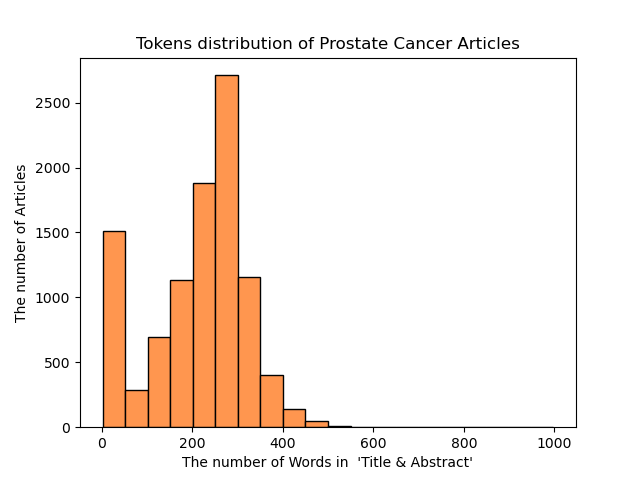 Tokens distribution of Prostate Cancer Articles
The number of Articles
2500
2000
1500
1000
500
0
0 200 400 600 800 1000
The number of Words in  'Title & Abstract'